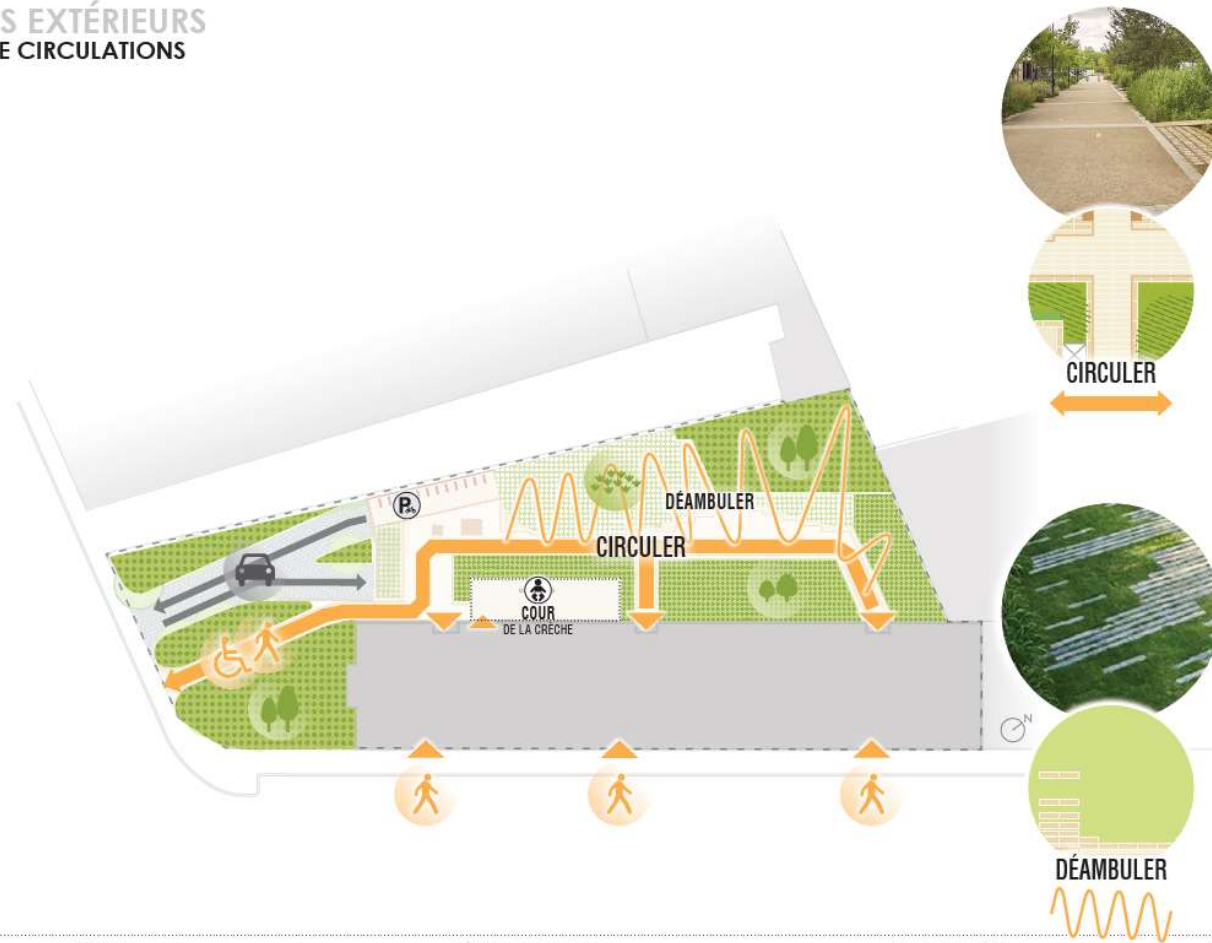 S EXTÉRIEURS
E CIRCULATIONS
CIRCULER
P
DÉAMBULER
CIRCULER
COUR
DE LA CRÈCHE
N
DÉAMBULER